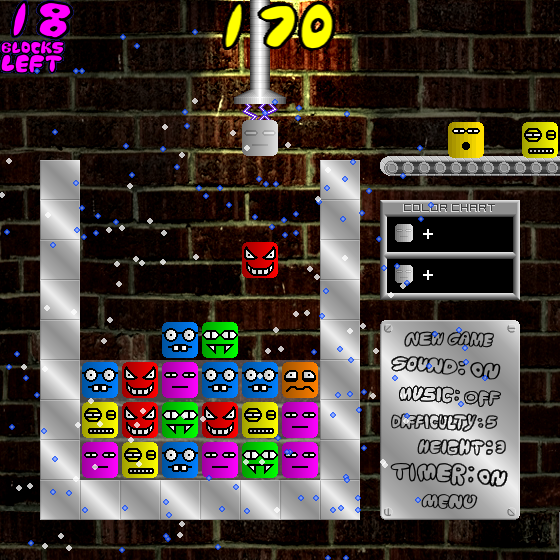 18
BLOCKS
LEFT
170
COLOR CHART
+
+
NEW GAME
SOUND: ON
MUSIC: OFF
DIFFICULTY: 5
HEIGHT: 3
TIMER: ON
MENU